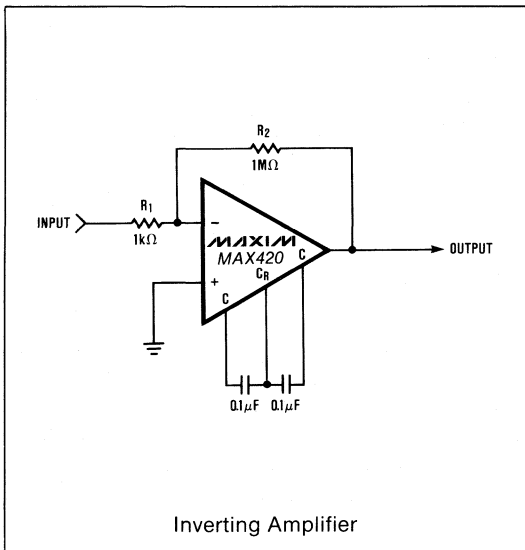 R2
1MΩ
INPUT
R1
1kΩ
−
MAXIM
MAX420
+
C
CR
C
OUTPUT
0.1µF
0.1µF
Inverting Amplifier